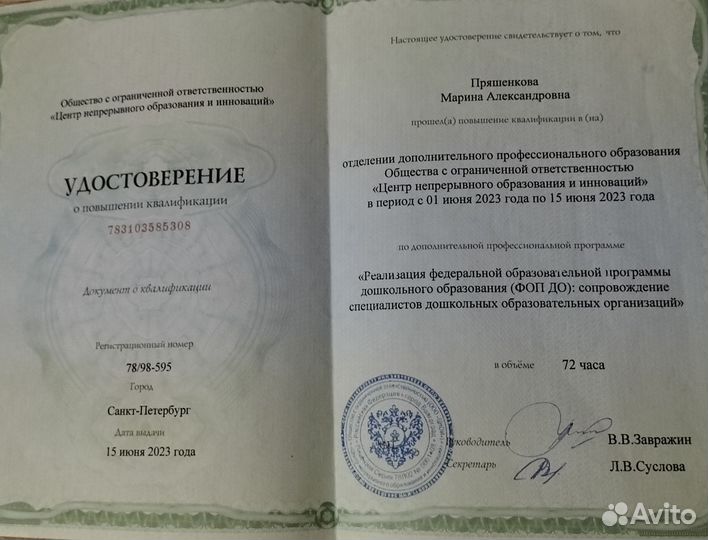 Общество с ограниченной ответственностью
«Центр непрерывного образования и инноваций»
УДОСТОВЕРЕНИЕ
о повышении квалификации
783103585308
Документ о квалификации
Регистрационный номер
78/98-595
Город
Санкт-Петербург
Дата выдачи
15 июня 2023 года
Настоящее удостоверение свидетельствует о том, что
Пряшенкова
Марина Александровна
прошел(а) повышение квалификации в (на)
отделении дополнительного профессионального образования
Общества с ограниченной ответственностью
«Центр непрерывного образования и инноваций»
в период с 01 июня 2023 года по 15 июня 2023 года
по дополнительной профессиональной программе
«Реализация федеральной образовательной программы
дошкольного образования (ФОП ДО): сопровождение
специалистов дошкольных образовательных организаций»
в объёме 72 часа
Руководитель В.В.Завражин
Секретарь Л.В.Суслова
Avito